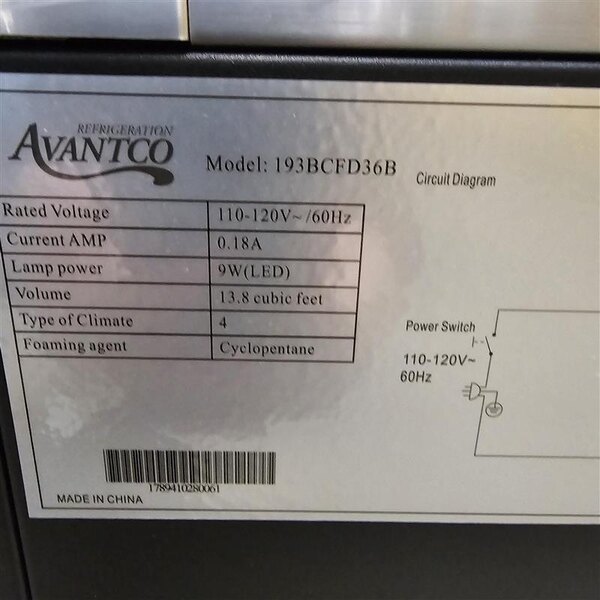 REFRIGERATION
AVANTCO
Model: 193BCFD36B
Circuit Diagram
Rated Voltage 110-120V~ /60Hz
Current AMP 0.18A
Lamp power 9W(LED)
Volume 13.8 cubic feet
Type of Climate 4
Foaming agent Cyclopentane
Power Switch
110-120V~
60Hz
1789410280061
MADE IN CHINA